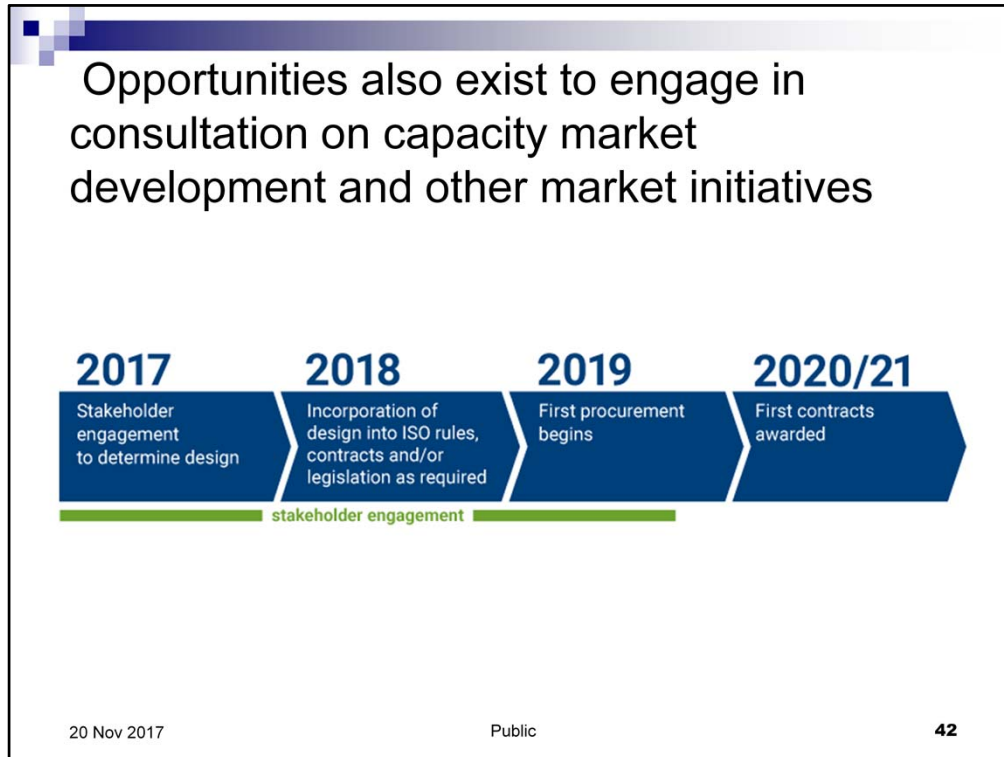 Opportunities also exist to engage in
consultation on capacity market
development and other market initiatives
2017
Stakeholder
engagement
to determine design
2018
Incorporation of
design into ISO rules,
contracts and/or
legislation as required
2019
First procurement
begins
2020/21
First contracts
awarded
stakeholder engagement
20 Nov 2017
Public
42